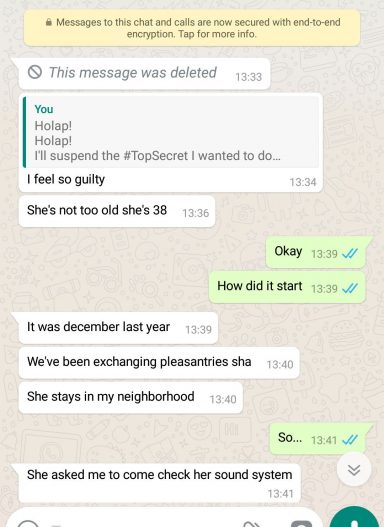 Messages to this chat and calls are now secured with end-to-end
encryption. Tap for more info.
This message was deleted 13:33
You
Holap!
Holap!
I'll suspend the #TopSecret I wanted to do...
I feel so guilty 13:34
She's not too old she's 38 13:36
Okay 13:39
How did it start 13:39
It was december last year 13:39
We've been exchanging pleasantries sha 13:40
She stays in my neighborhood 13:40
So... 13:41
She asked me to come check her sound system
13:41